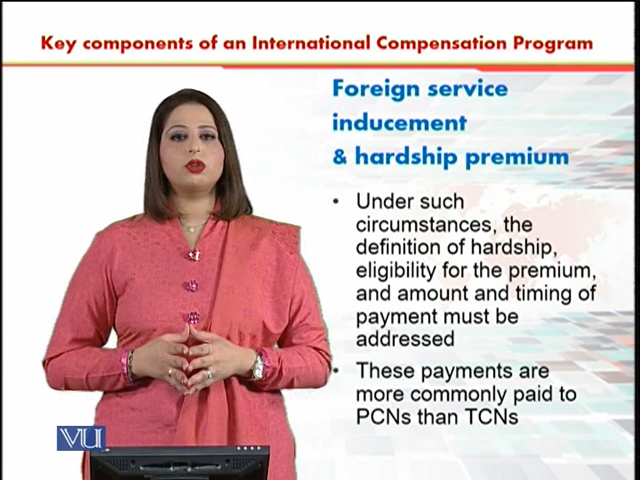 Key components of an International Compensation Program
Foreign service
inducement
& hardship premium
• Under such
circumstances, the
definition of hardship,
eligibility for the premium,
and amount and timing of
payment must be
addressed
• These payments are
more commonly paid to
PCNs than TCNs
VU